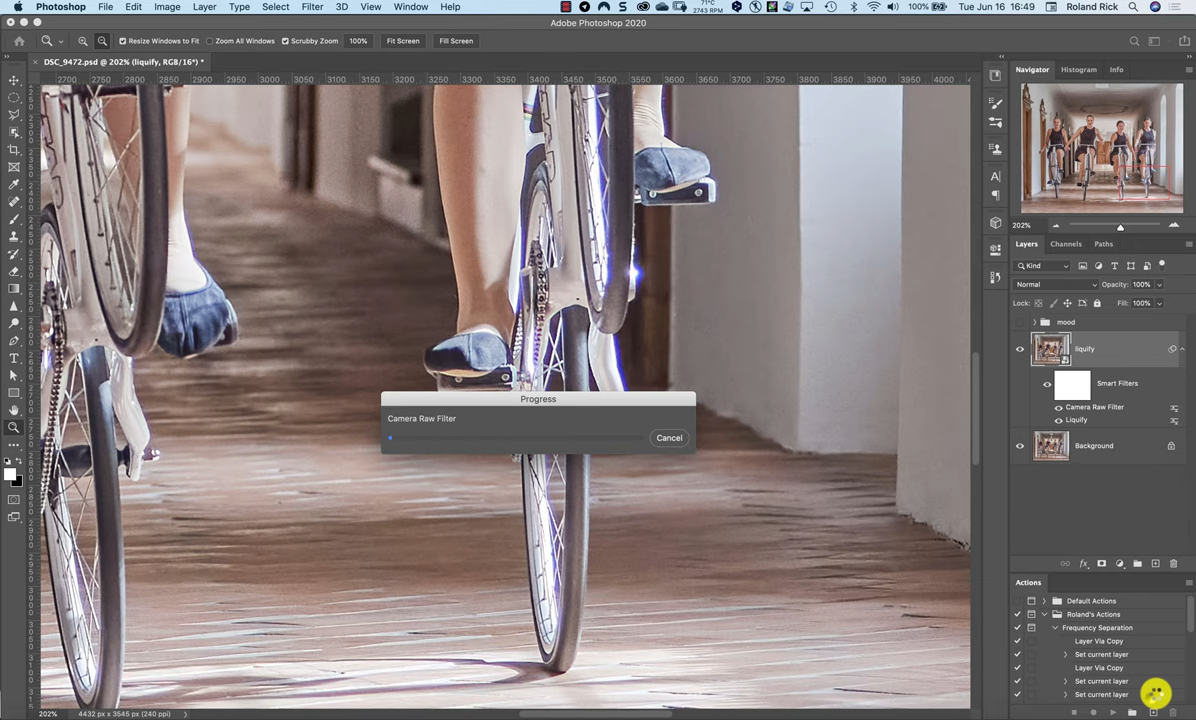 Photoshop File Edit Image Layer Type Select Filter 3D View Window Help 71°C 2743 RPM 100% Tue Jun 16 16:49 Roland Rick
Adobe Photoshop 2020
Resize Windows to Fit Zoom All Windows Scrubby Zoom 100% Fit Screen Fill Screen
DSC_9472.psd @ 202% (liquify, RGB/16*) *
2700 2750 2800 2850 2900 2950 3000 3050 3100 3150 3200 3250 3300 3350 3400 3450 3500 3550 3600 3650 3700 3750 3800 3850 3900 3950 4000
Navigator Histogram Info
202%
Layers Channels Paths
Kind
Normal Opacity: 100%
Lock: Fill: 100%
mood
liquify
Smart Filters
Camera Raw Filter
Liquify
Background
Progress
Camera Raw Filter
Cancel
Actions
Default Actions
Roland's Actions
Frequency Separation
Layer Via Copy
Set current layer
Layer Via Copy
Set current layer
Set current layer
202% 4432 px x 3545 px (240 ppi)